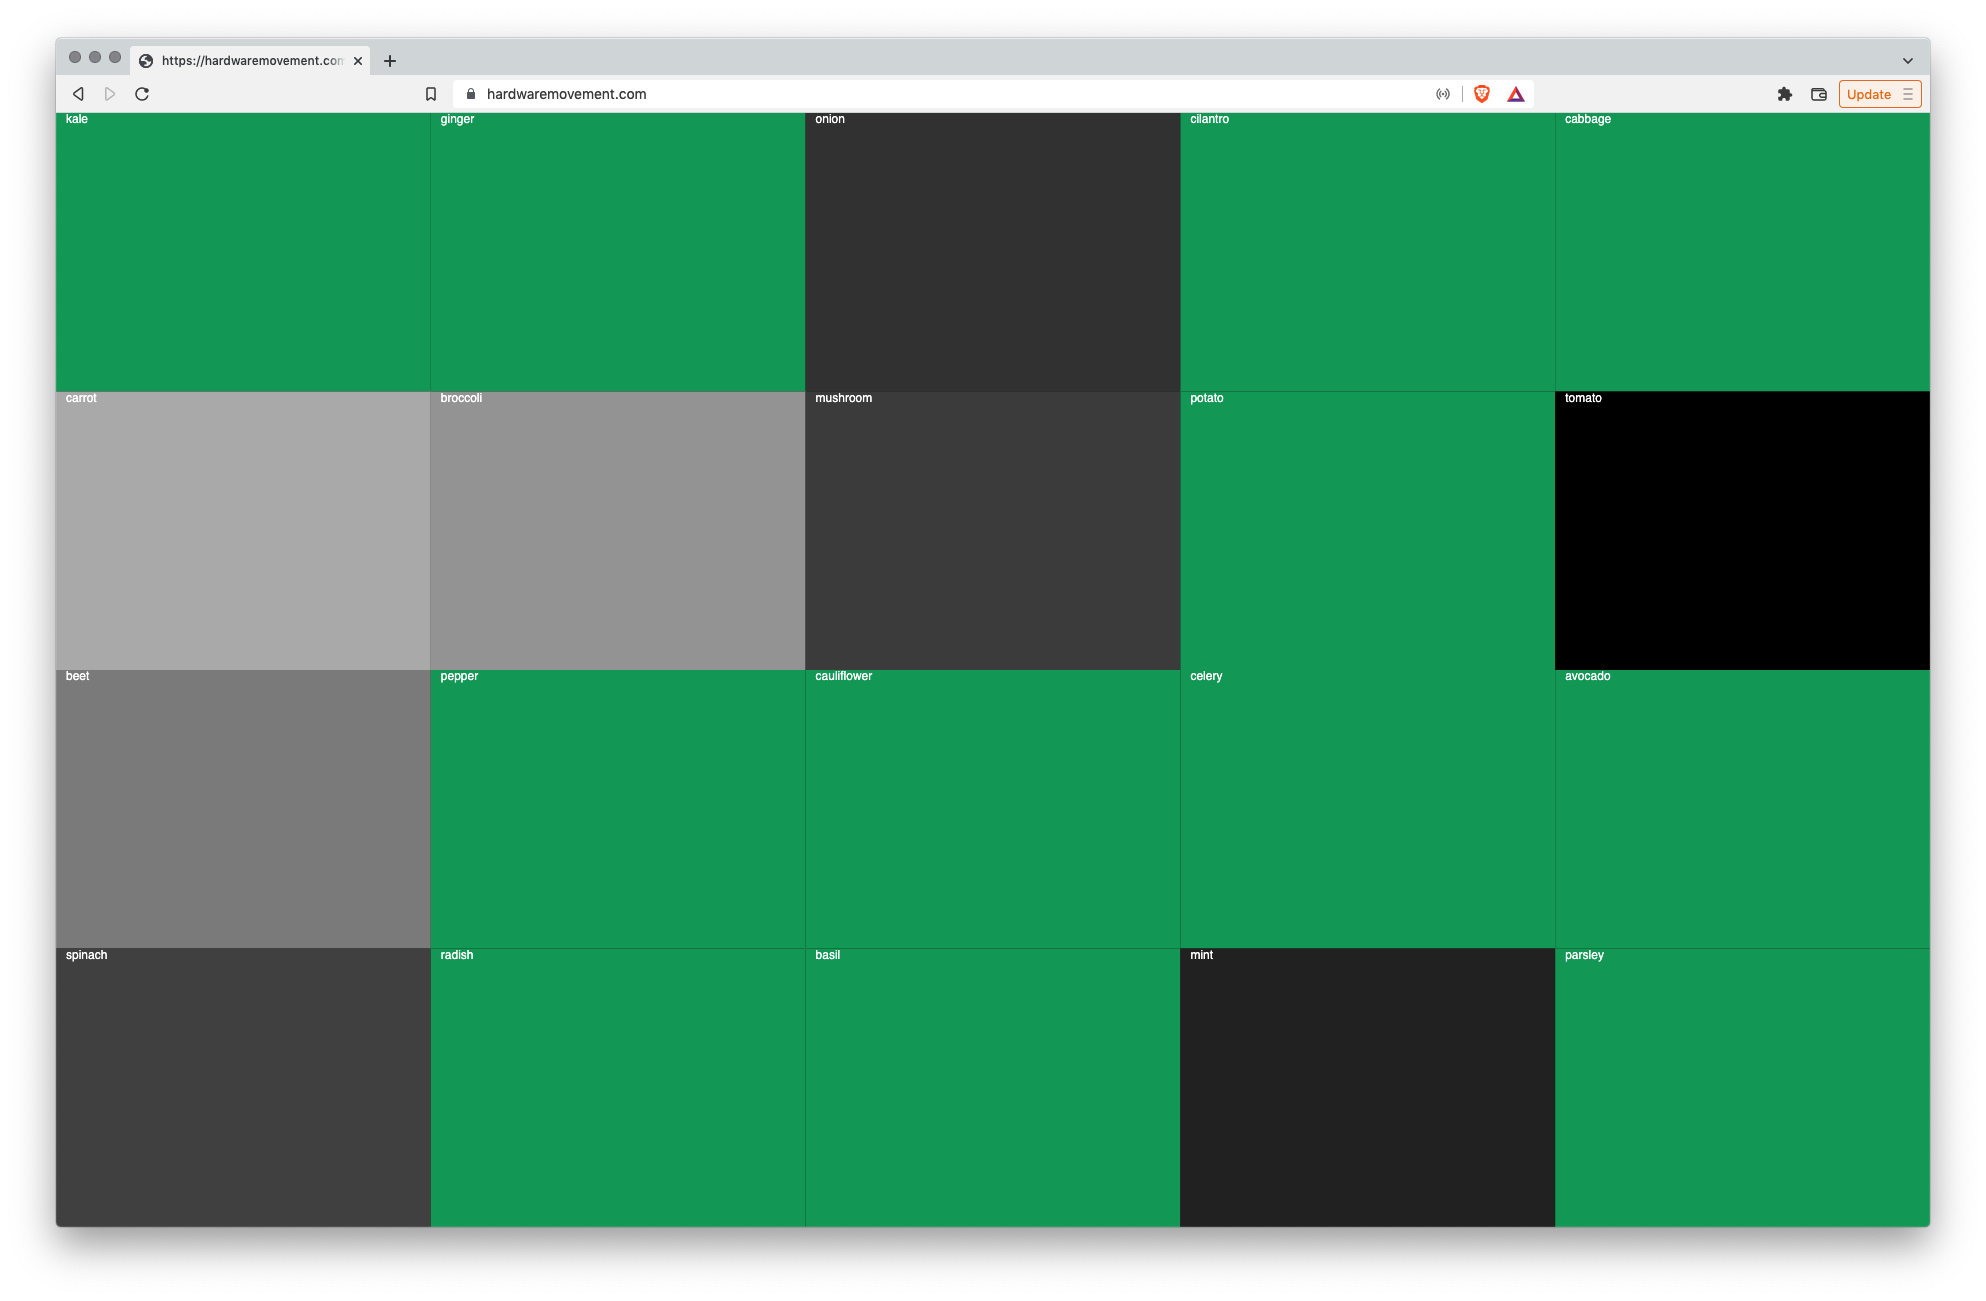 https://hardwaremovement.com
hardwaremovement.com
Update
kale ginger onion cilantro cabbage
carrot broccoli mushroom potato tomato
beet pepper cauliflower celery avocado
spinach radish basil mint parsley